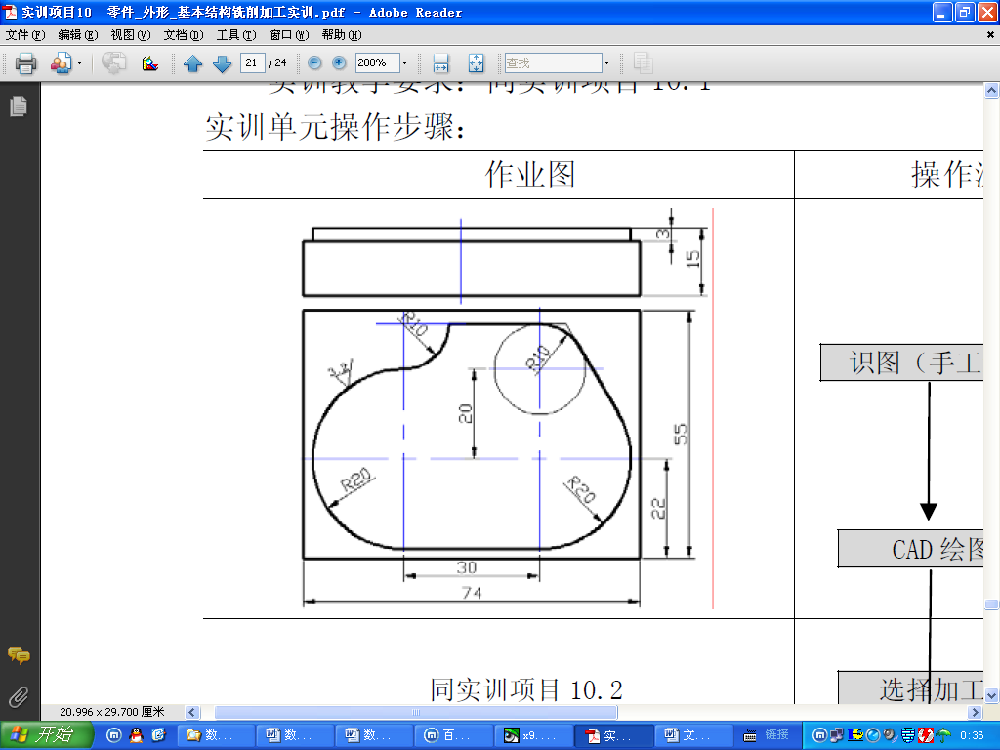 实训项目10 零件_外形_基本结构铣削加工实训.pdf - Adobe Reader
文件(F) 编辑(E) 视图(V) 文档(D) 工具(T) 窗口(W) 帮助(H)
21 / 24 200% 查找
实训教学要求：同实训项目 10.1
实训单元操作步骤：
作业图 操作
3
15
R10
R10
3.2
20
55
R20
R20
22
30
74
识图（手工
CAD 绘图
选择加工
同实训项目 10.2
20.996 x 29.700 厘米
开始 数... 数... 数... 百... x9.... 实... 文... 链接 0:36